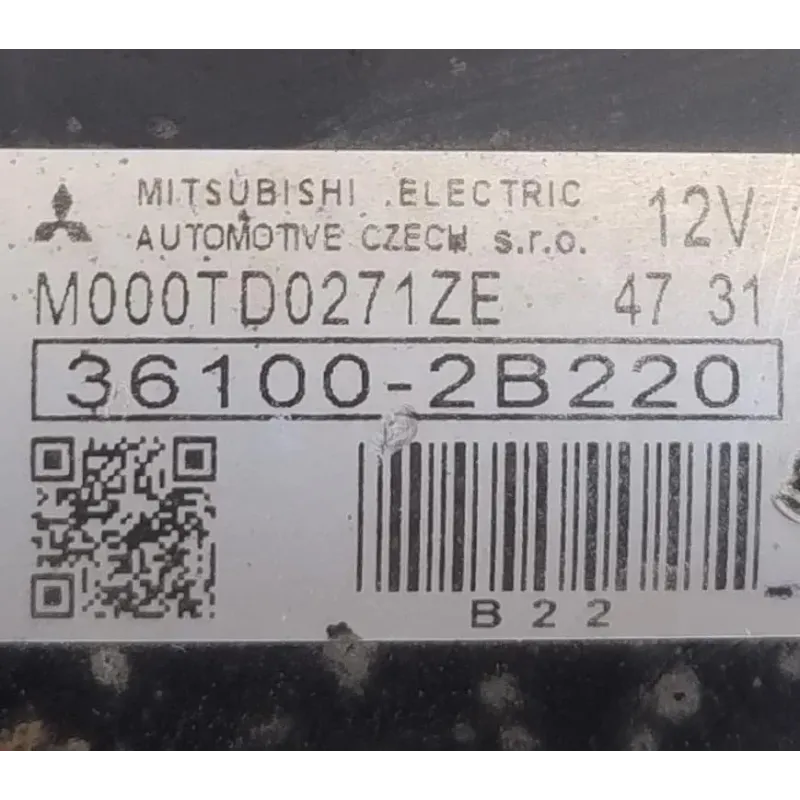 MITSUBISHI ELECTRIC
AUTOMOTIVE CZECH s.r.o. 12V
M000TD0271ZE 47 31
36100-2B220
B22